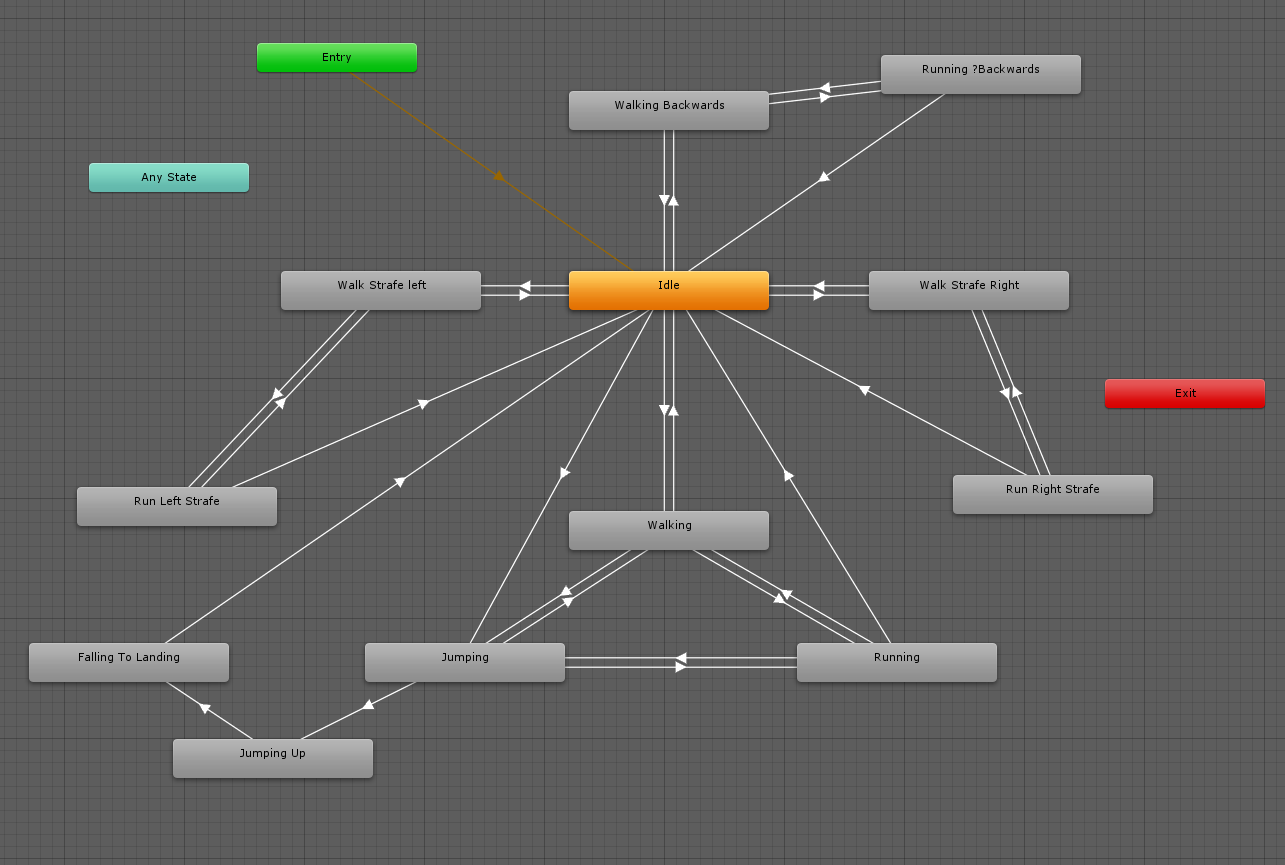 Entry
Running ?Backwards
Walking Backwards
Any State
Walk Strafe left
Idle
Walk Strafe Right
Exit
Run Left Strafe
Run Right Strafe
Walking
Falling To Landing
Jumping
Running
Jumping Up